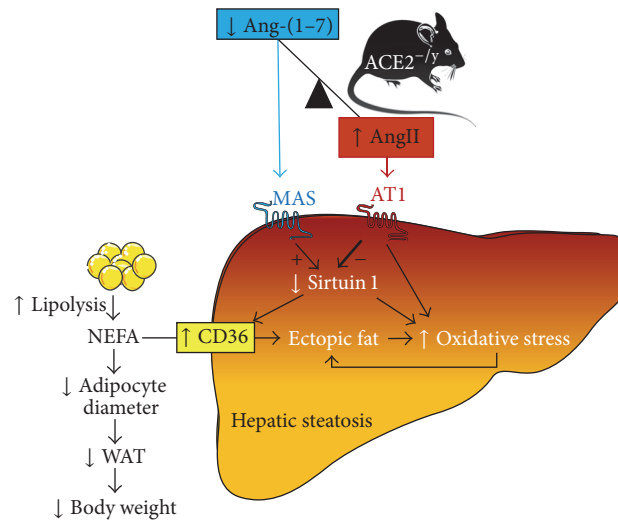 ↓ Ang-(1–7)
ACE2⁻/ʸ
↑ AngII
MAS
AT1
+
−
↓ Sirtuin 1
↑ Lipolysis
NEFA
↑ CD36
Ectopic fat
↑ Oxidative stress
↓ Adipocyte
diameter
Hepatic steatosis
↓ WAT
↓ Body weight